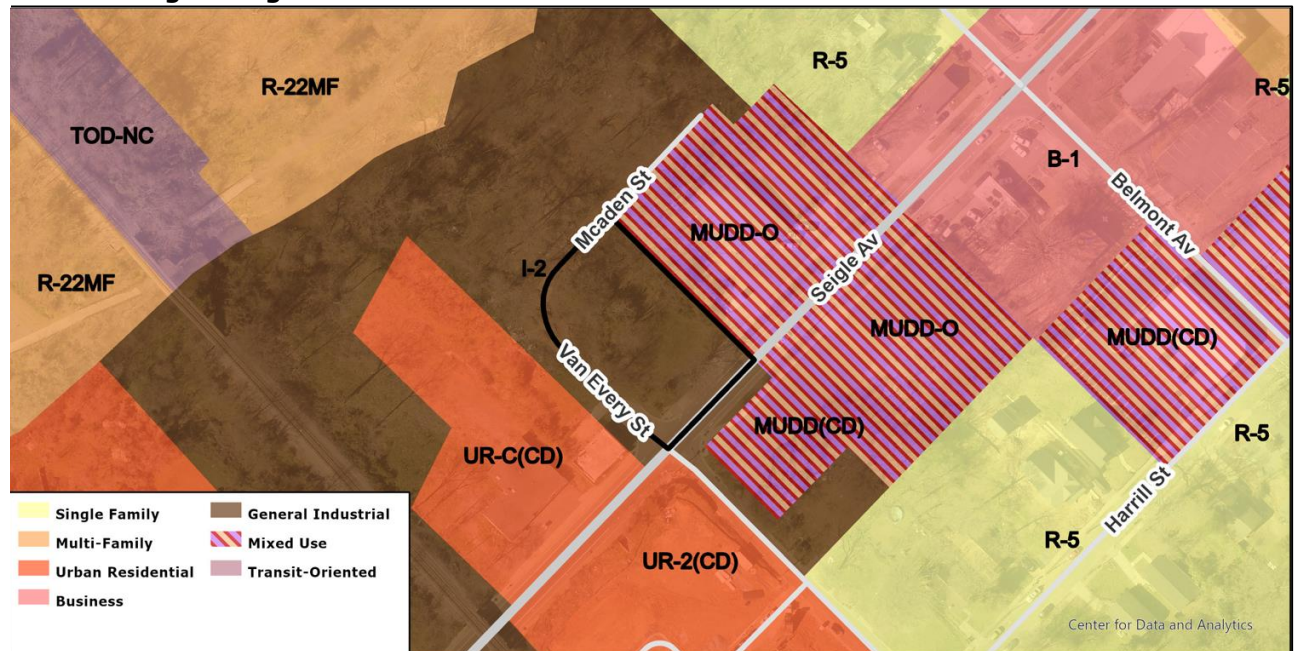 R-22MF
R-5
R-5
TOD-NC
B-1
Mcaden St
Belmont Av
MUDD-O
Seigle Av
I-2
R-22MF
MUDD-O
MUDD(CD)
Van Every St
MUDD(CD)
R-5
UR-C(CD)
Harrill St
R-5
UR-2(CD)
Single Family
Multi-Family
Urban Residential
Business
General Industrial
Mixed Use
Transit-Oriented
Center for Data and Analytics